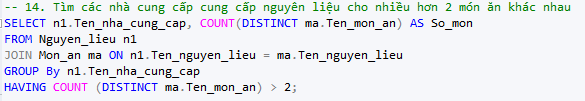 -- 14. Tìm các nhà cung cấp cung cấp nguyên liệu cho nhiều hơn 2 món ăn khác nhau
SELECT n1.Ten_nha_cung_cap, COUNT(DISTINCT ma.Ten_mon_an) AS So_mon
FROM Nguyen_lieu n1
JOIN Mon_an ma ON n1.Ten_nguyen_lieu = ma.Ten_nguyen_lieu
GROUP By n1.Ten_nha_cung_cap
HAVING COUNT (DISTINCT ma.Ten_mon_an) > 2;